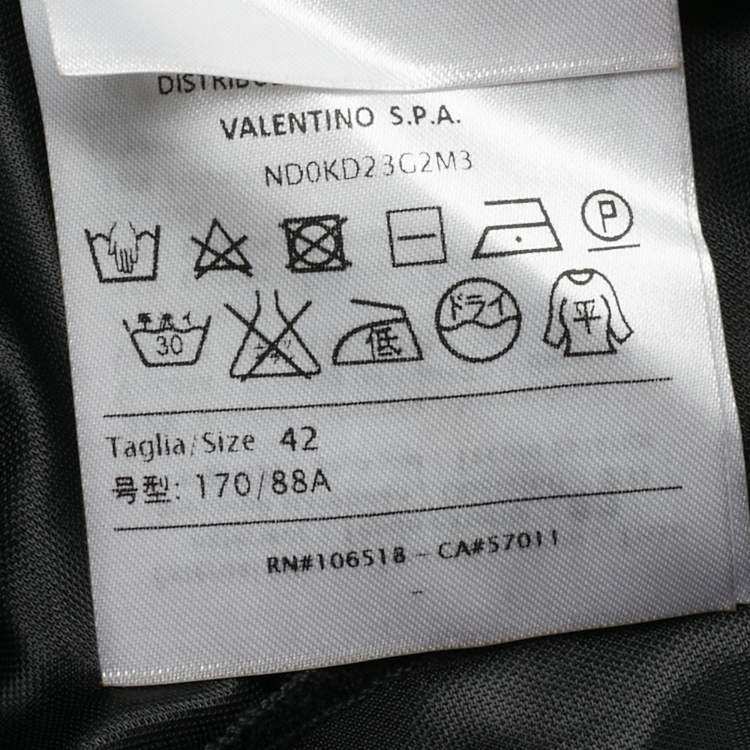 VALENTINO S.P.A.
ND0KD23G2M3
P
手洗イ
30
低
ドライ
平
Taglia/Size 42
号型: 170/88A
RN#106518 - CA#57011
-